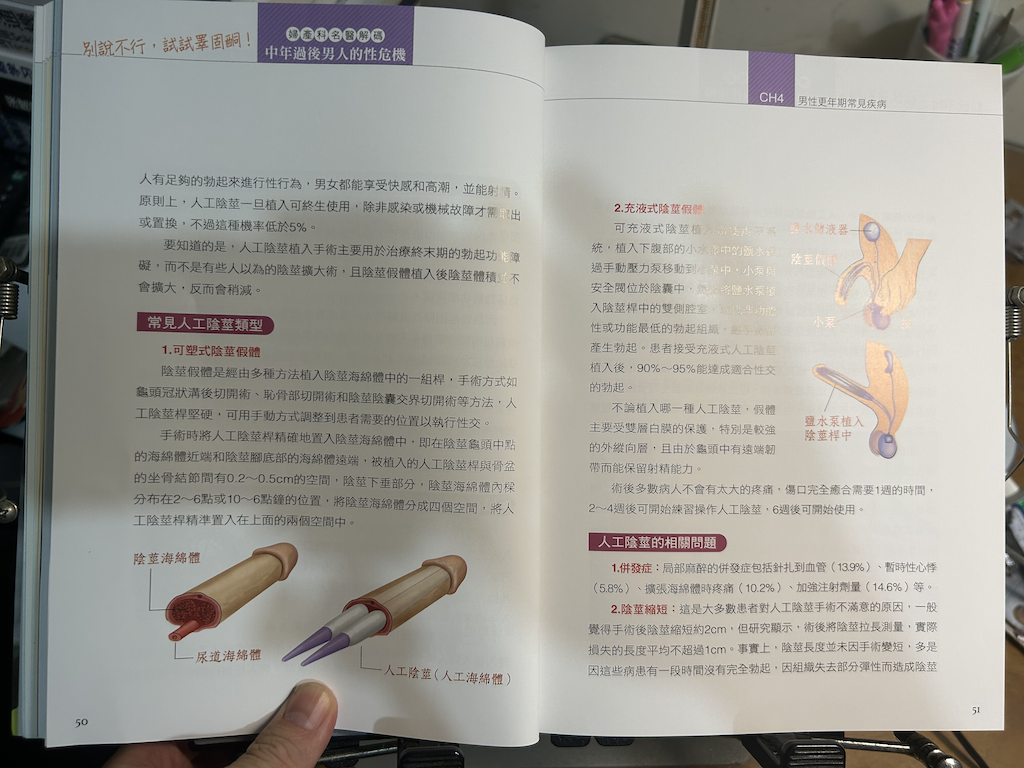 別說不行，試試睪固酮！
婦產科名醫解碼
中年過後男人的性危機
人有足夠的勃起來進行性行為，男女都能享受快感和高潮，並能射精。
原則上，人工陰莖一旦植入可終生使用，除非感染或機械故障才需取出
或置換，不過這種機率低於5%。
要知道的是，人工陰莖植入手術主要用於治療終末期的勃起功能障
礙，而不是有些人以為的陰莖擴大術，且陰莖假體植入後陰莖體積並不
會擴大，反而會稍減。
常見人工陰莖類型
1.可塑式陰莖假體
陰莖假體是經由多種方法植入陰莖海綿體中的一組桿，手術方式如
龜頭冠狀溝後切開術、恥骨部切開術和陰莖陰囊交界切開術等方法，人
工陰莖桿堅硬，可用手動方式調整到患者需要的位置以執行性交。
手術時將人工陰莖桿精確地置入陰莖海綿體中，即在陰莖龜頭中點
的海綿體近端和陰莖腳底部的海綿體遠端，被植入的人工陰莖桿與骨盆
的坐骨結節間有0.2～0.5cm的空間，陰莖下垂部分，陰莖海綿體內樑
分布在2～6點或10～6點鐘的位置，將陰莖海綿體分成四個空間，將人
工陰莖桿精準置入在上面的兩個空間中。
陰莖海綿體
尿道海綿體
人工陰莖（人工海綿體）
50
CH4 男性更年期常見疾病
2.充液式陰莖假體
可充液式陰莖植入
統，植入下腹部的小水 中的鹽水
過手動壓力泵移動到 中，小泵
安全閥位於陰囊中， 將鹽水泵
入陰莖桿中的雙側腔室，
性或功能最低的勃起組織，
產生勃起。患者接受充液式人工陰莖
植入後，90%～95%能達成適合性交
的勃起。
不論植入哪一種人工陰莖，假體
主要受雙層白膜的保護，特別是較強
的外縱向層，且由於龜頭中有遠端韌
帶而能保留射精能力。
鹽水儲液器
陰莖假體
小泵
鹽水泵植入
陰莖桿中
術後多數病人不會有太大的疼痛，傷口完全癒合需要1週的時間，
2～4週後可開始練習操作人工陰莖，6週後可開始使用。
人工陰莖的相關問題
1.併發症：局部麻醉的併發症包括針扎到血管（13.9%）、暫時性心悸
（5.8%）、擴張海綿體時疼痛（10.2%）、加強注射劑量（14.6%）等。
2.陰莖縮短：這是大多數患者對人工陰莖手術不滿意的原因，一般
覺得手術後陰莖縮短約2cm，但研究顯示，術後將陰莖拉長測量，實際
損失的長度平均不超過1cm。事實上，陰莖長度並未因手術變短，多是
因這些病患有一段時間沒有完全勃起，因組織失去部分彈性而造成陰莖
51